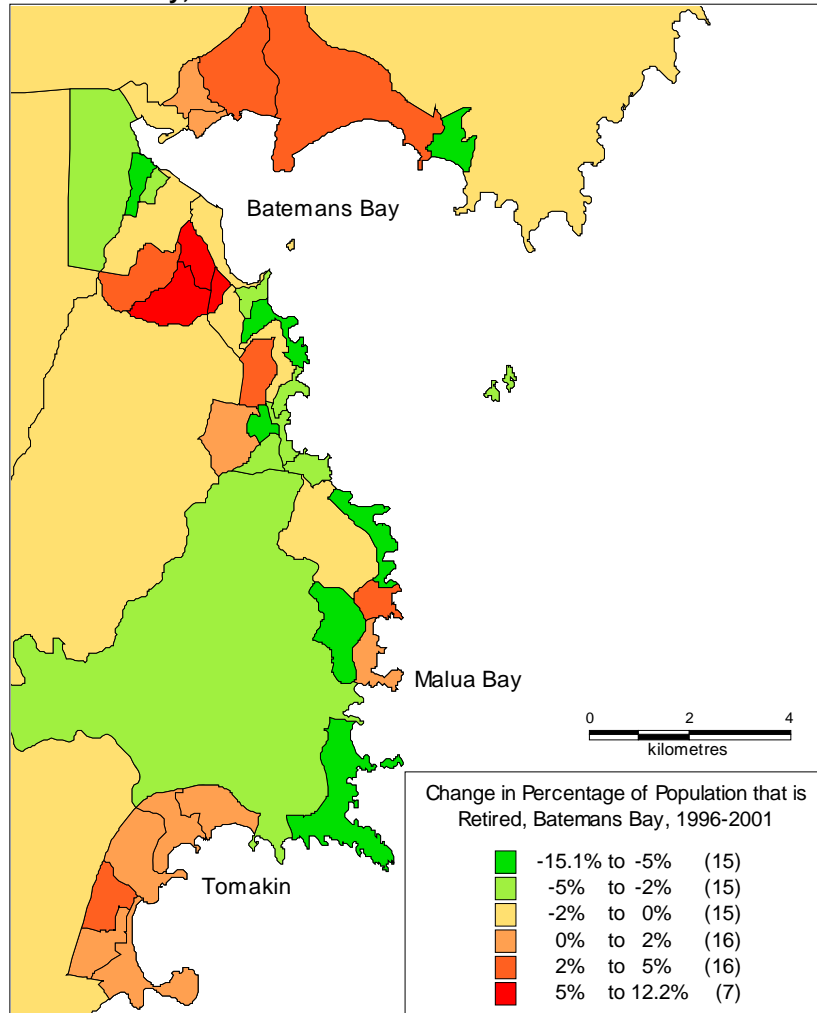 Batemans Bay
Malua Bay
0 2 4
kilometres
Change in Percentage of Population that is
Retired, Batemans Bay, 1996-2001
-15.1% to -5% (15)
-5% to -2% (15)
-2% to 0% (15)
0% to 2% (16)
2% to 5% (16)
5% to 12.2% (7)
Tomakin